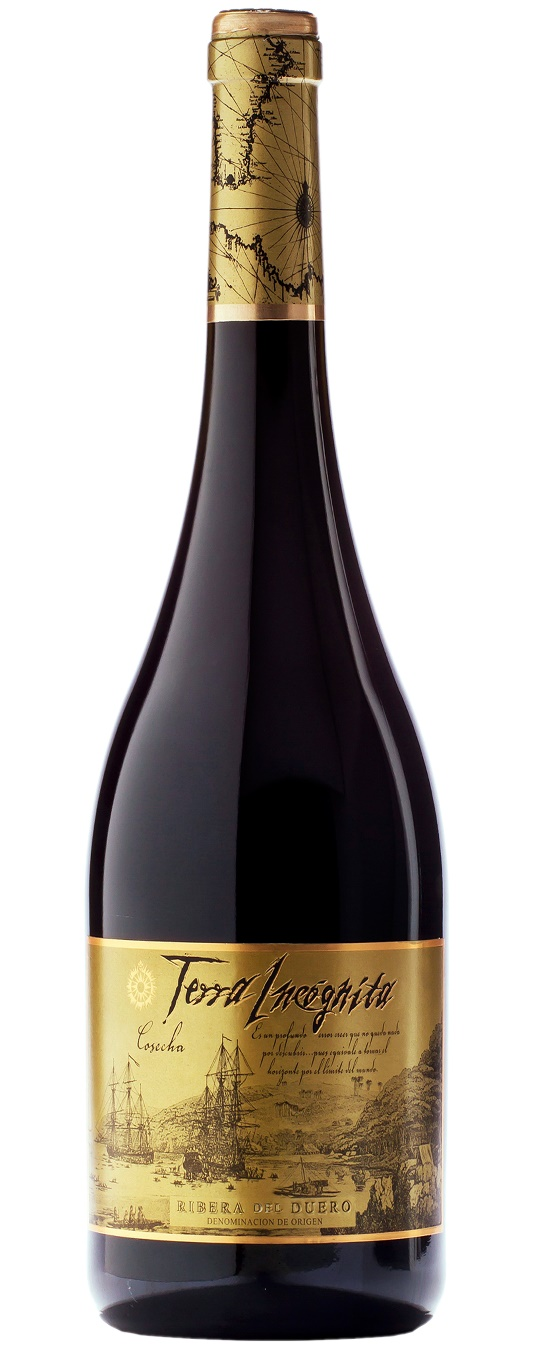 Terra Incógnita
Cosecha
Es un profundo error creer que no queda nada
por descubrir...pues equivale a tomar el
horizonte por el límite del mundo.
RIBERA DEL DUERO
DENOMINACION DE ORIGEN